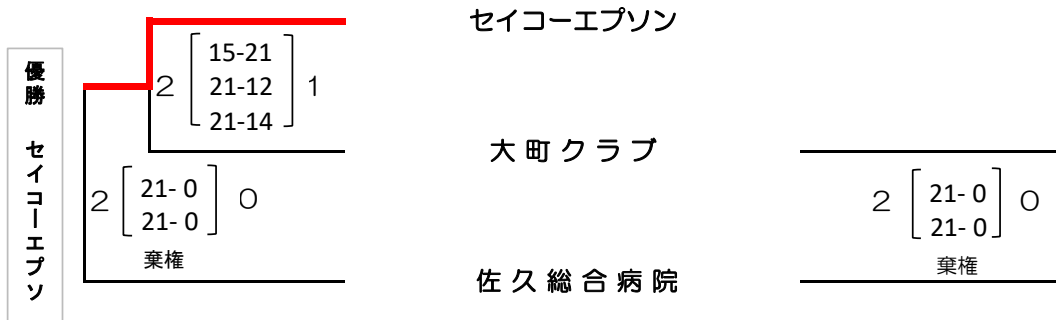 セイコーエプソン
優勝 セイコーエプソ
2 15-21 1
21-12
21-14
大町クラブ
2 21- 0 0
21- 0
棄権
2 21- 0 0
21- 0
棄権
佐久総合病院